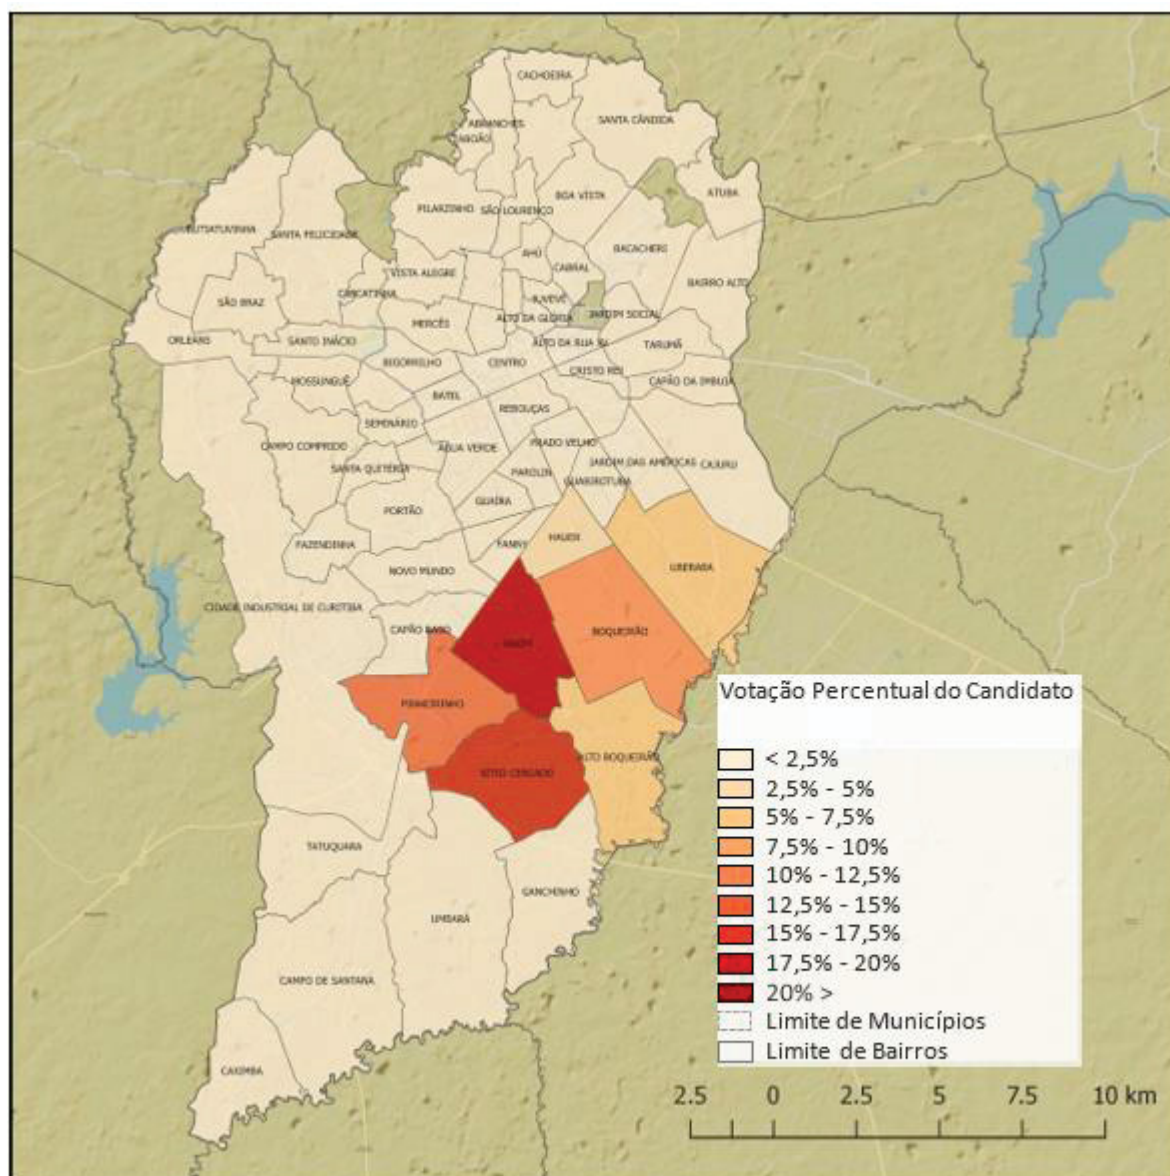 CACHOEIRA
ABRANCHES
SANTA CÂNDIDA
TABOÃO
ATUBA
BOA VISTA
PILARZINHO
SÃO LOURENÇO
BUTIATUVINHA
SANTA FELICIDADE
BACACHERI
AHÚ
CABRAL
VISTA ALEGRE
BAIRRO ALTO
CASCATINHA
SÃO BRAZ
JUVEVÊ
ALTO DA GLÓRIA
JARDIM SOCIAL
MERCÊS
ORLEANS
SANTO INÁCIO
ALTO DA RUA XV
TARUMÃ
BIGORRILHO
CENTRO
CRISTO REI
MOSSUNGUÊ
CAPÃO DA IMBUIA
BATEL
REBOUÇAS
SEMINÁRIO
CAMPO COMPRIDO
ÁGUA VERDE
PRADO VELHO
SANTA QUITÉRIA
PAROLIN
JARDIM DAS AMÉRICAS
CAJURU
GUABIROTUBA
GUAÍRA
PORTÃO
FAZENDINHA
FANNY
HAUER
NOVO MUNDO
UBERABA
CIDADE INDUSTRIAL DE CURITIBA
CAPÃO RASO
XAXIM
BOQUEIRÃO
PINHEIRINHO
SÍTIO CERCADO
ALTO BOQUEIRÃO
TATUQUARA
GANCHINHO
UMBARÁ
CAMPO DE SANTANA
CAXIMBA
Votação Percentual do Candidato
< 2,5%
2,5% - 5%
5% - 7,5%
7,5% - 10%
10% - 12,5%
12,5% - 15%
15% - 17,5%
17,5% - 20%
20% >
Limite de Municípios
Limite de Bairros
2.5 0 2.5 5 7.5 10 km